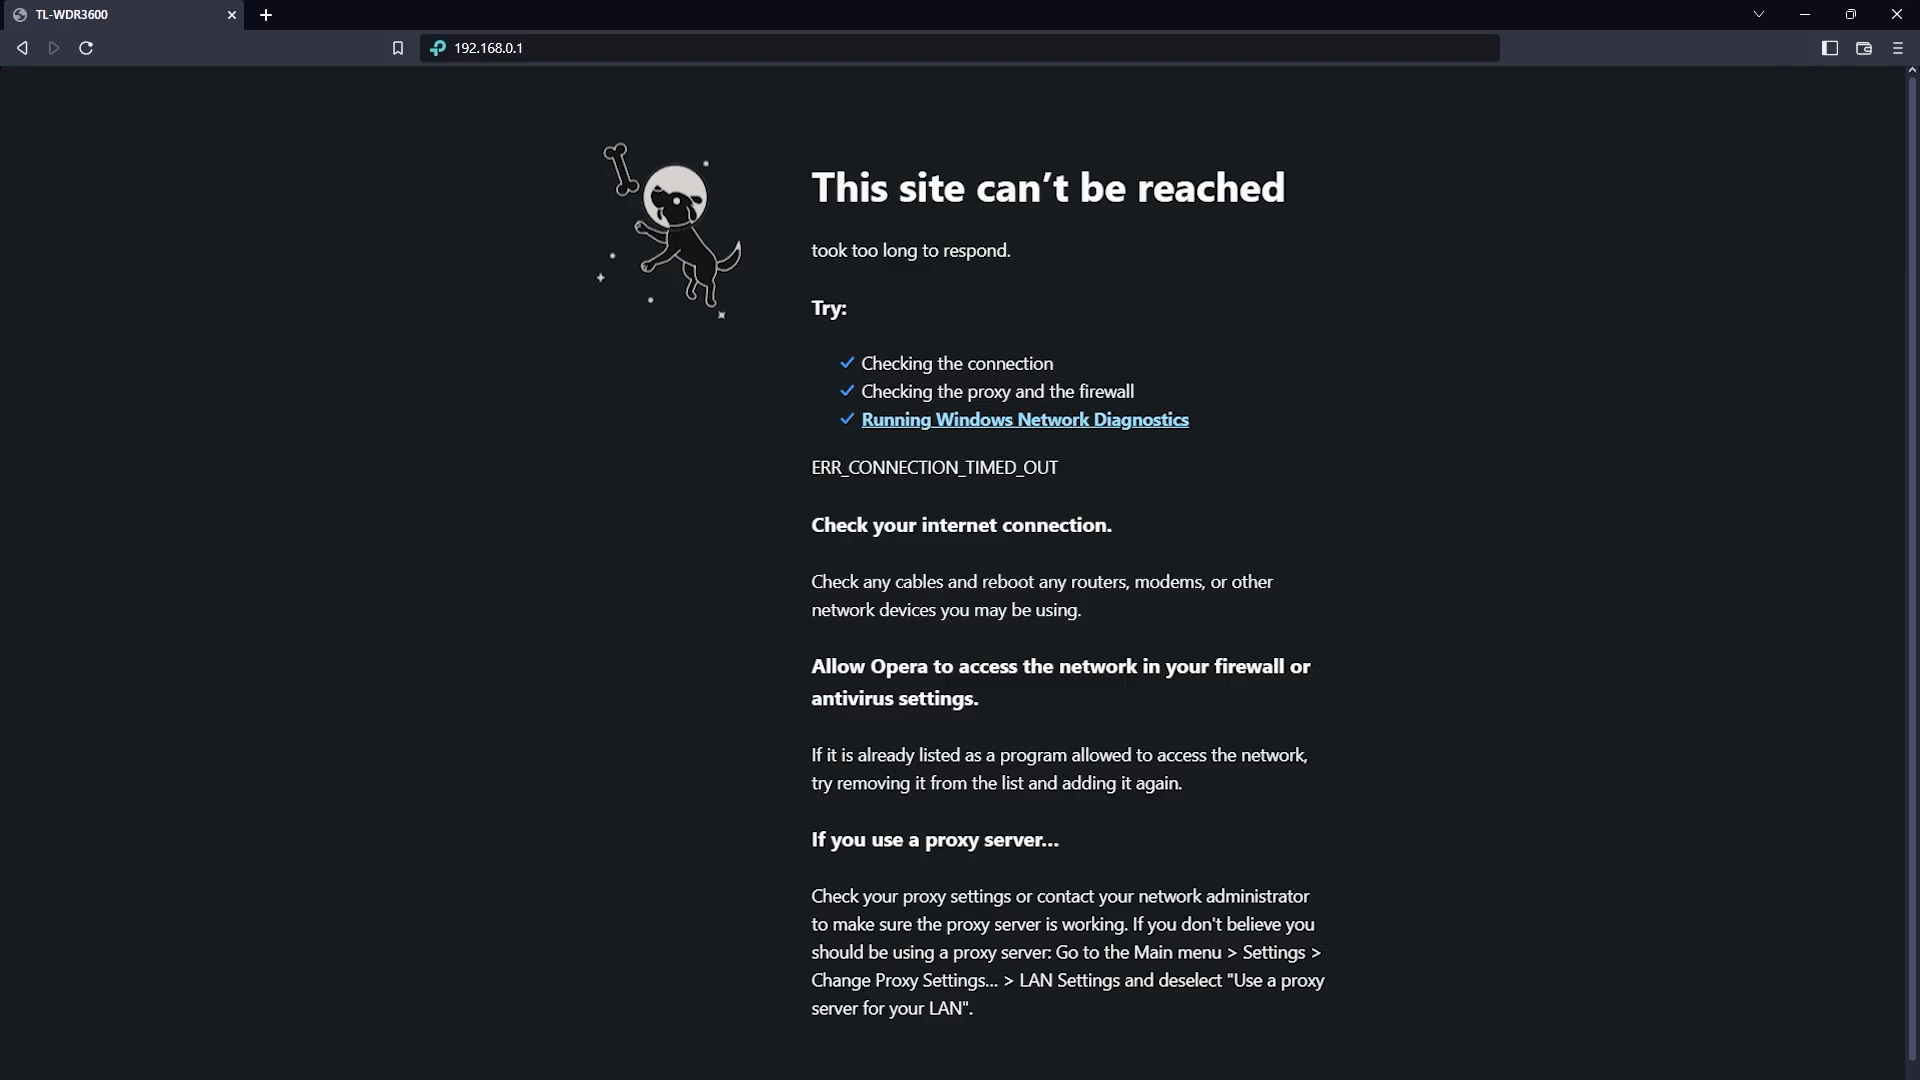 TL-WDR3600
192.168.0.1
This site can’t be reached
took too long to respond.
Try:
Checking the connection
Checking the proxy and the firewall
Running Windows Network Diagnostics
ERR_CONNECTION_TIMED_OUT
Check your internet connection.
Check any cables and reboot any routers, modems, or other
network devices you may be using.
Allow Opera to access the network in your firewall or
antivirus settings.
If it is already listed as a program allowed to access the network,
try removing it from the list and adding it again.
If you use a proxy server...
Check your proxy settings or contact your network administrator
to make sure the proxy server is working. If you don't believe you
should be using a proxy server: Go to the Main menu > Settings >
Change Proxy Settings... > LAN Settings and deselect "Use a proxy
server for your LAN".